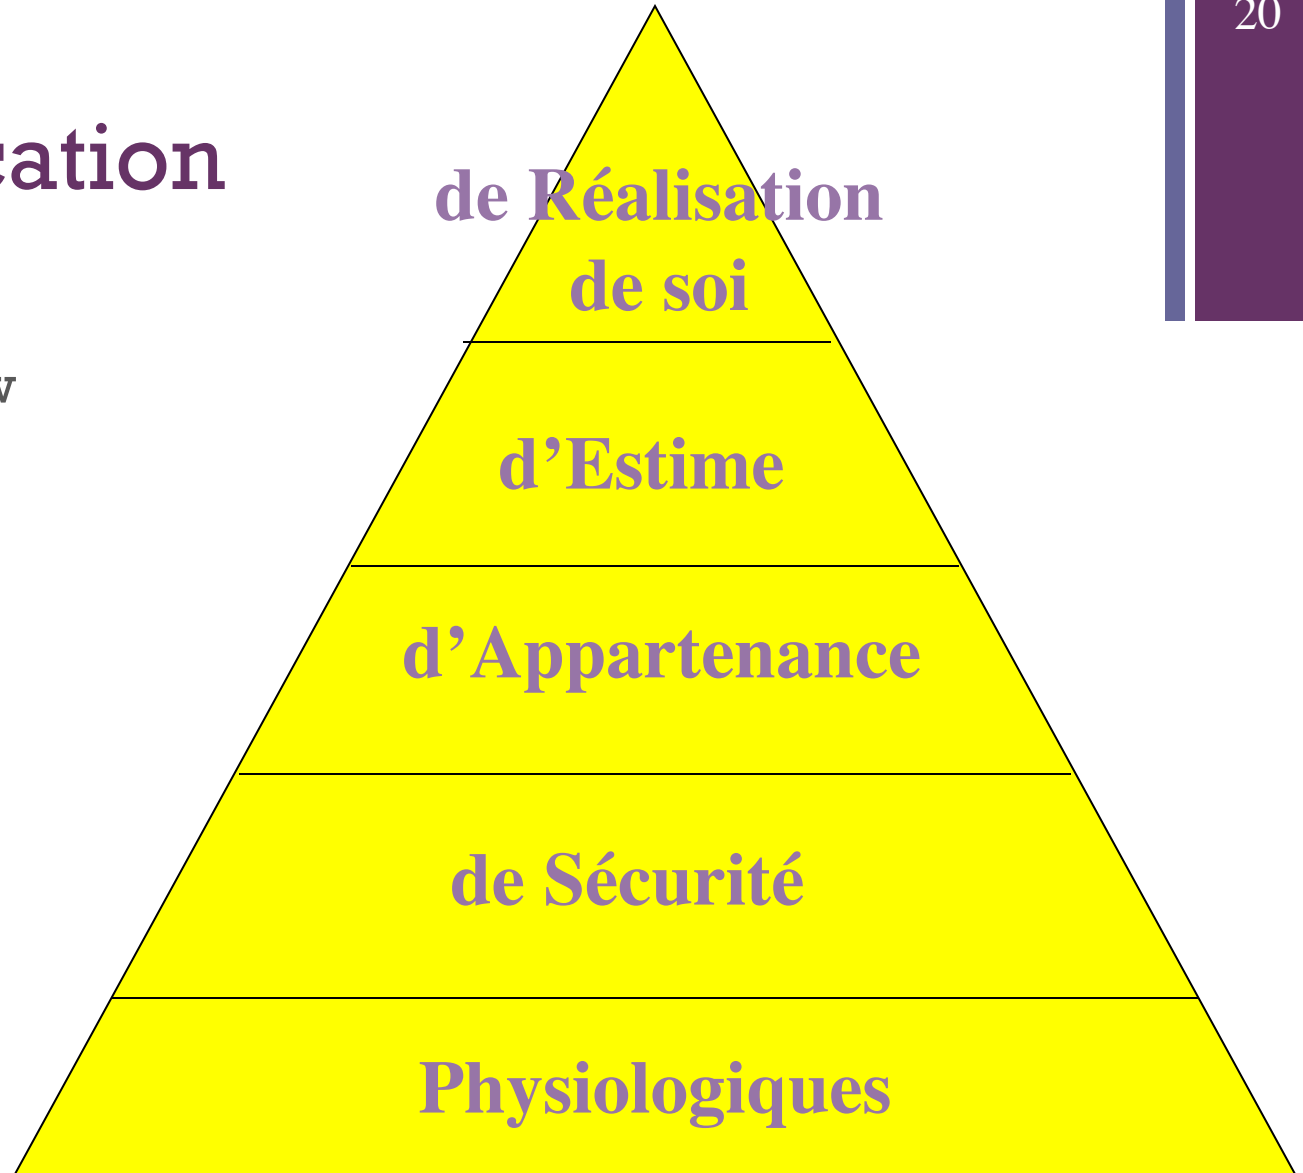 20
cation
de Réalisation
de soi
w
d’Estime
d’Appartenance
de Sécurité
Physiologiques